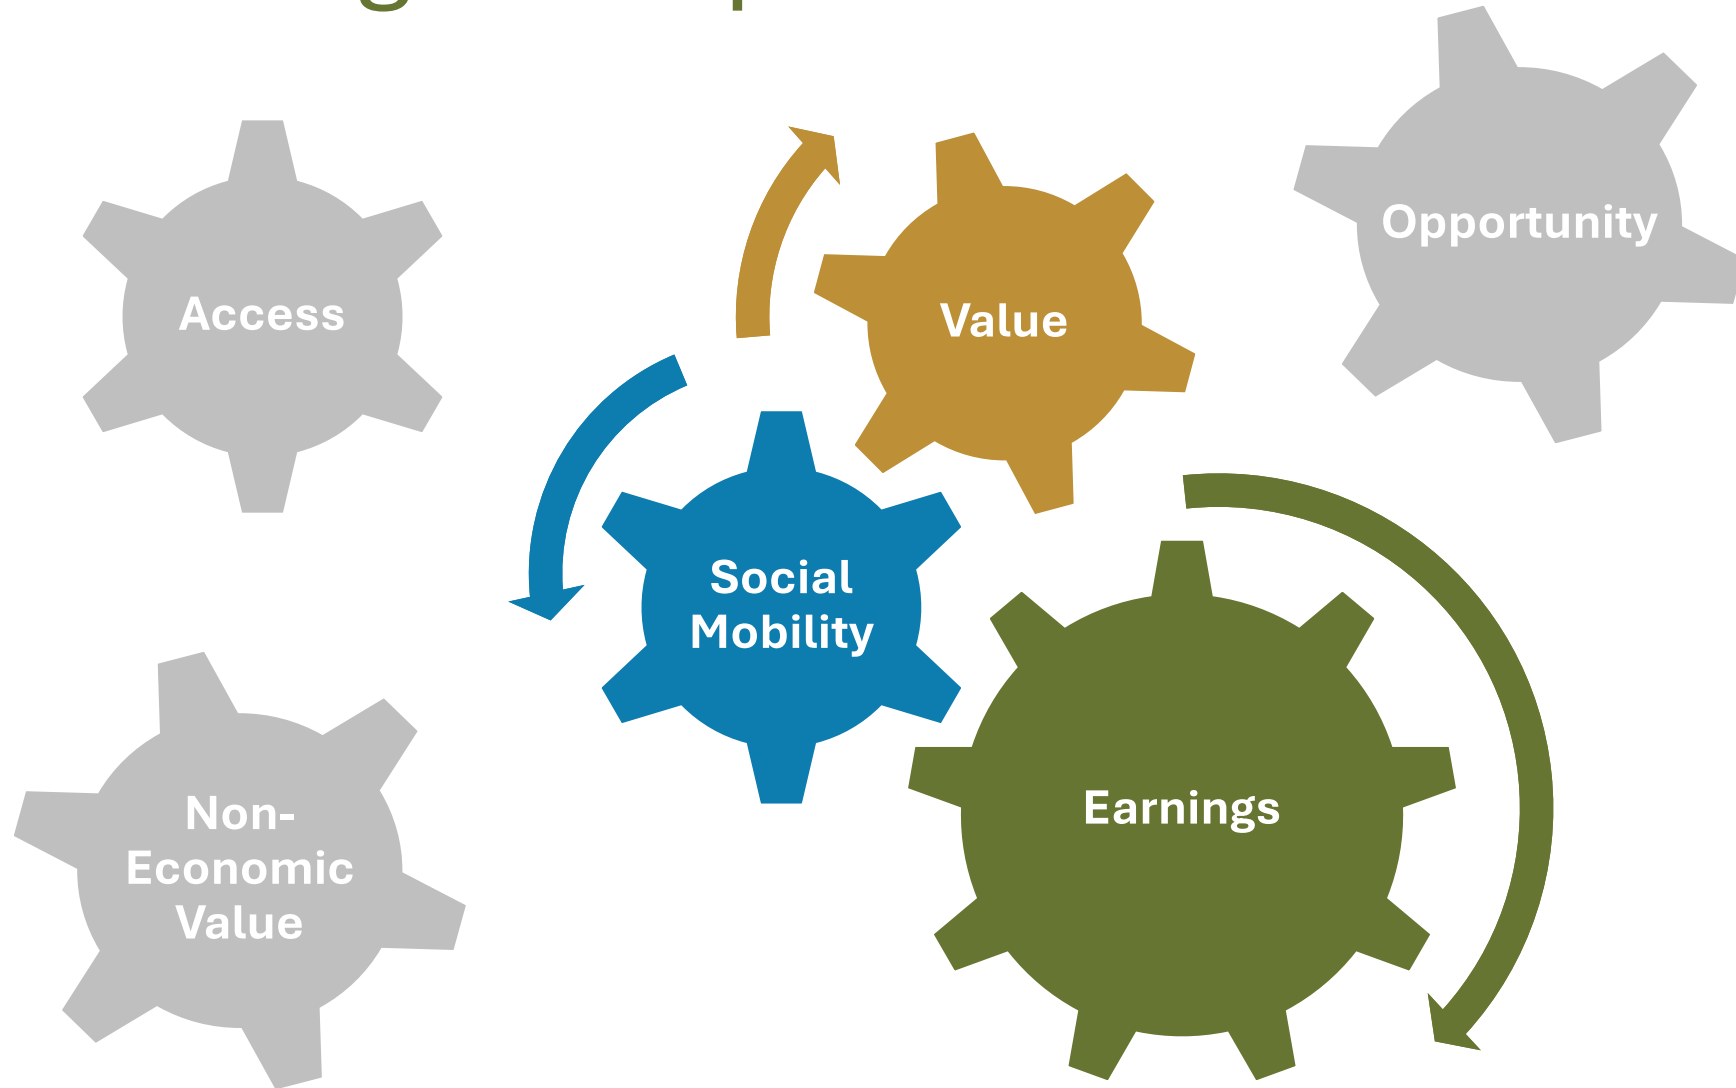 Opportunity
Access
Value
Social
Mobility
Earnings
Non-
Economic
Value